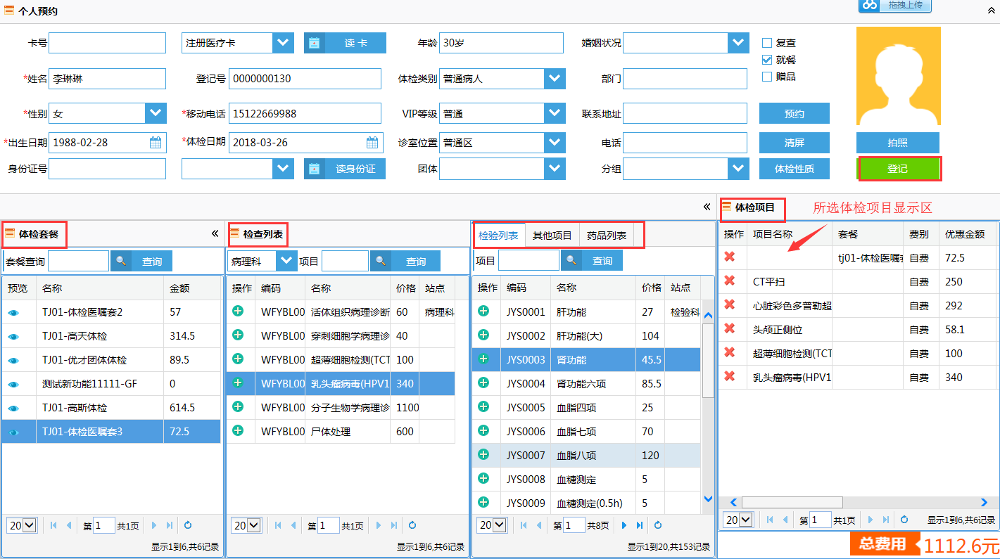 个人预约
拖拽上传
卡号 注册医疗卡 读 卡 年龄 30岁 婚姻状况 复查
就餐
*姓名 李琳琳 登记号 0000000130 体检类别 普通病人 部门 赠品
*性别 女 *移动电话 15122669988 VIP等级 普通 联系地址 预约
*出生日期 1988-02-28 *体检日期 2018-03-26 诊室位置 普通区 电话 清屏 拍照
身份证号 读身份证 团体 分组 体检性质 登记
体检项目 所选体检项目显示区
体检套餐
套餐查询 查询
预览 名称 金额
TJ01-体检医嘱套2 57
TJ01-高天体检 314.5
TJ01-优才团体体检 89.5
测试新功能11111-GF 0
TJ01-高斯体检 614.5
TJ01-体检医嘱套3 72.5
20 第 1 共1页
显示1到6,共6记录
检查列表
病理科 项目 查询
操作 编码 名称 价格 站点
WFYBL00 活体组织病理诊断 60 病理科
WFYBL00 穿刺细胞学病理诊 40
WFYBL00 超薄细胞检测(TCT 100
WFYBL00 乳头瘤病毒(HPV1 340
WFYBL00 分子生物学病理诊 1100
WFYBL00 尸体处理 600
20 第 1 共1页
显示1到6,共6记录
检验列表 其他项目 药品列表
项目 查询
操作 编码 名称 价格 站点
JYS0001 肝功能 27 检验科
JYS0002 肝功能(大) 104
JYS0003 肾功能 45.5
JYS0004 肾功能六项 85.5
JYS0005 血脂四项 25
JYS0006 血脂七项 70
JYS0007 血脂八项 120
JYS0008 血糖测定 5
JYS0009 血糖测定(0.5h) 5
20 第 1 共8页
显示1到20,共153记录
操作 项目名称 套餐 费别 优惠金额
tj01-体检医嘱套 自费 72.5
CT平扫 自费 250
心脏彩色多普勒超 自费 292
头颅正侧位 自费 58.1
超薄细胞检测(TCT 自费 100
乳头瘤病毒(HPV1 自费 340
20 第 1 共1页 显示1到6,共6记录
总费用 1112.6元